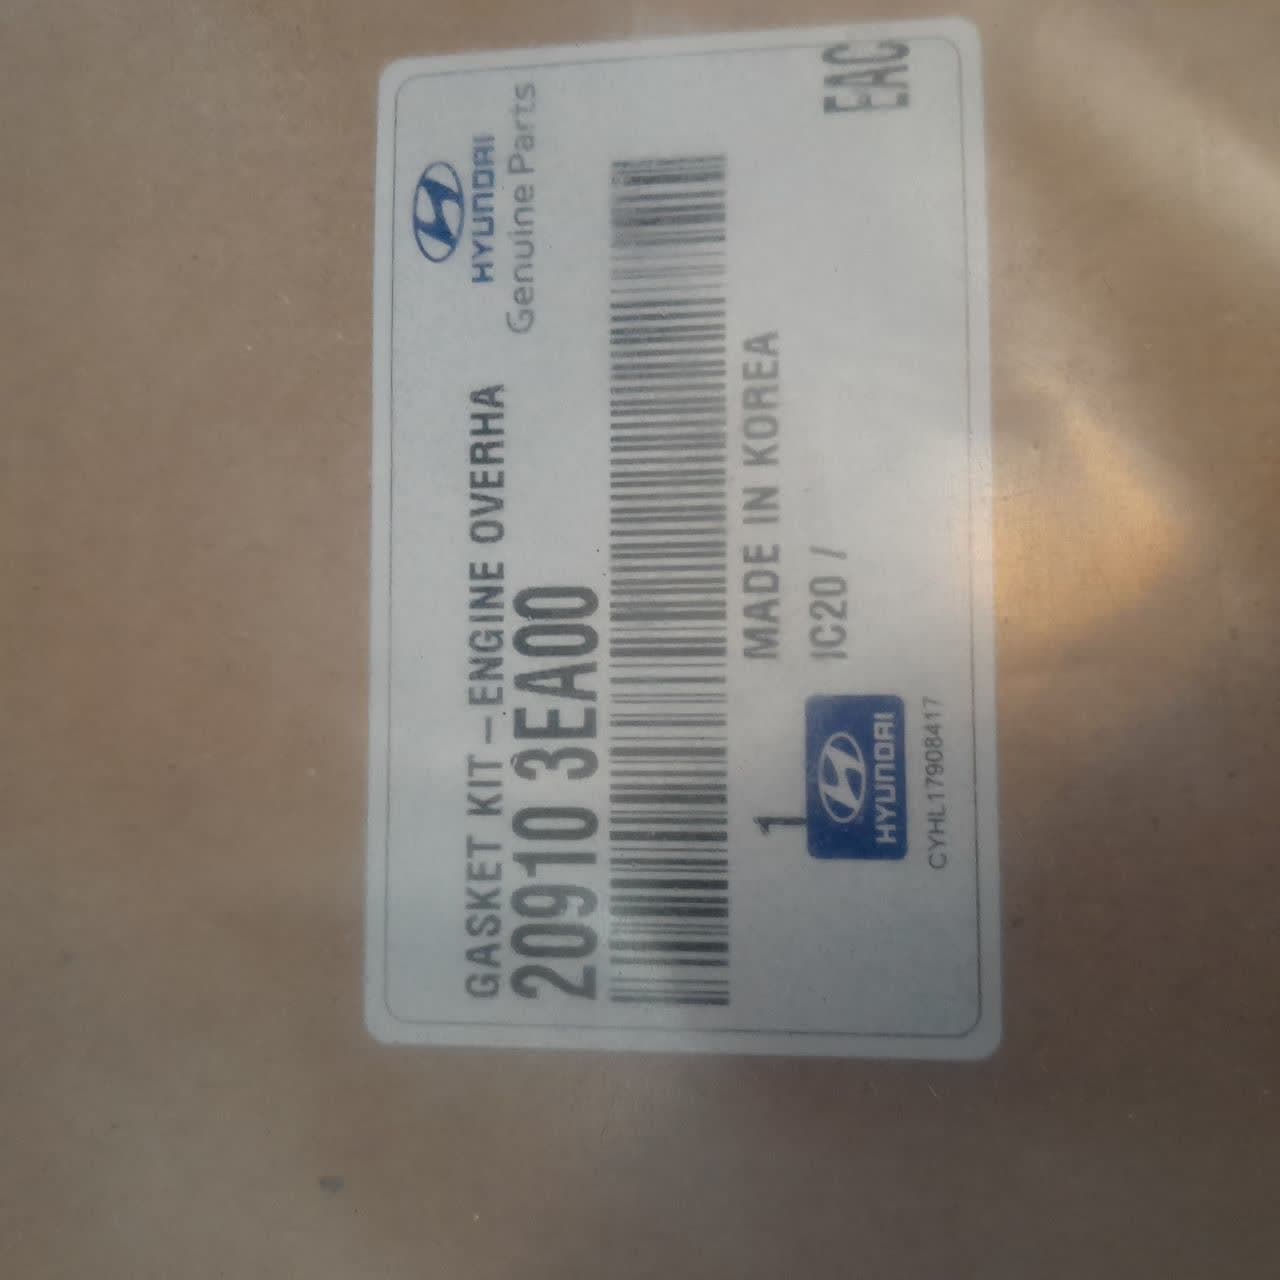 HYUNDAI
Genuine Parts
GASKET KIT-ENGINE OVERHA
20910 3EA00
MADE IN KOREA
1
IC20 /
HYUNDAI
CYHL17908417
EAC